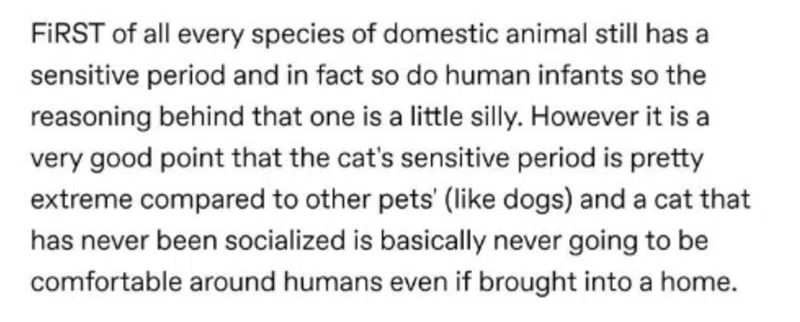 FiRST of all every species of domestic animal still has a
sensitive period and in fact so do human infants so the
reasoning behind that one is a little silly. However it is a
very good point that the cat's sensitive period is pretty
extreme compared to other pets' (like dogs) and a cat that
has never been socialized is basically never going to be
comfortable around humans even if brought into a home.